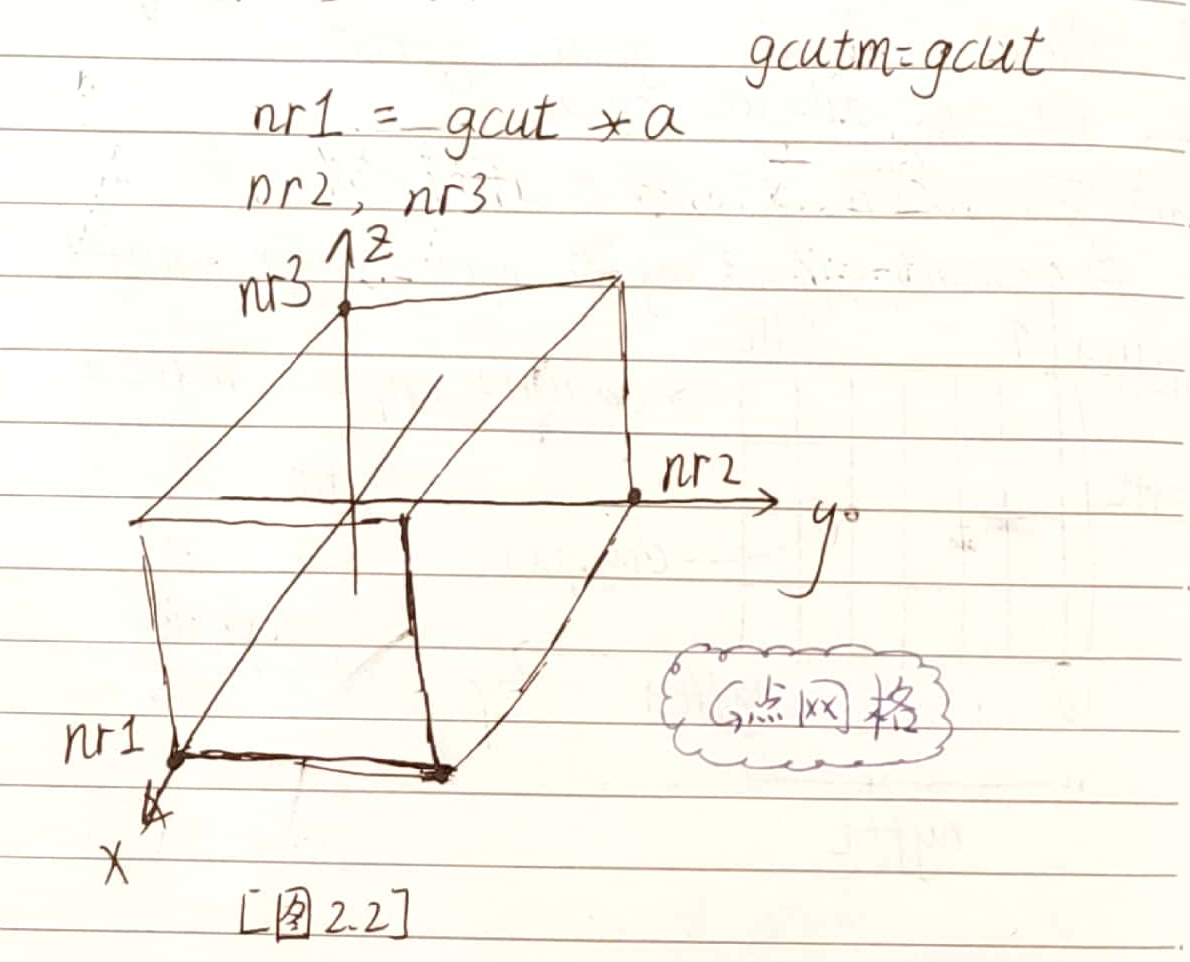 gcutm=gcut
nr1 = gcut * a
nr2, nr3
z
nr3
nr2
y
G点网格
nr1
x
[图2.2]